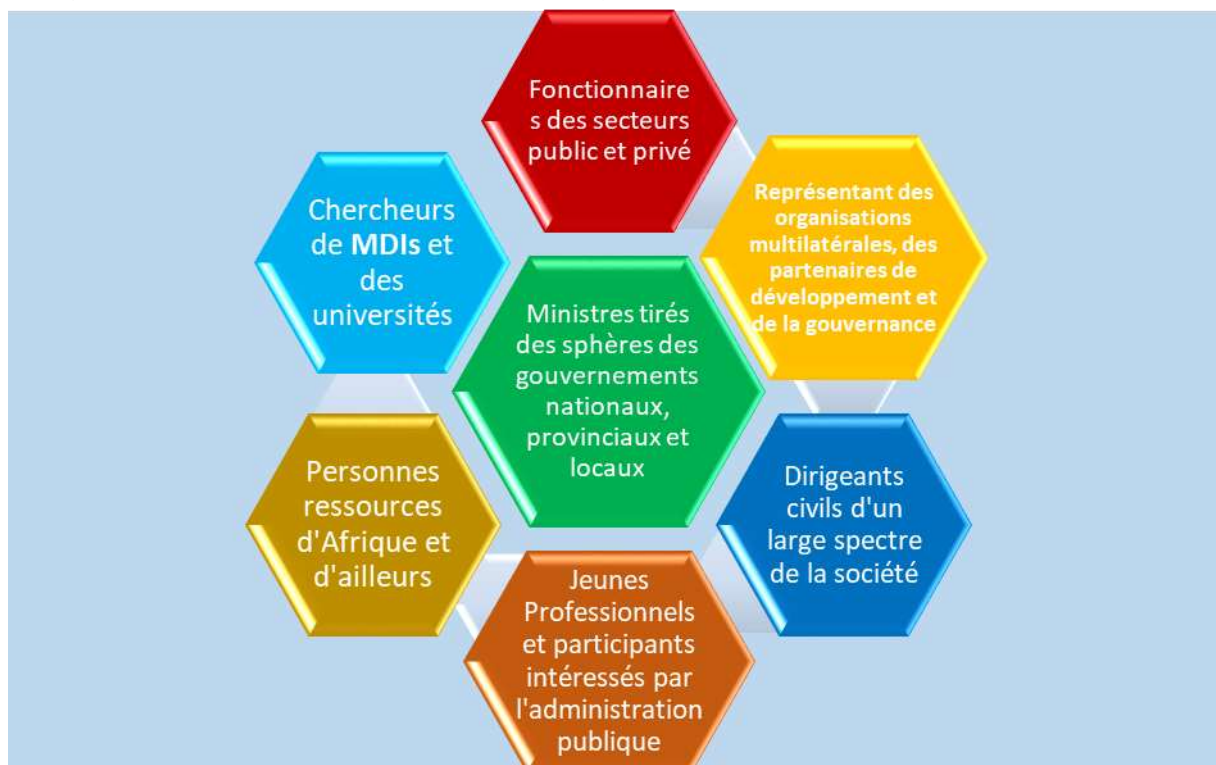 Fonctionnaire
s des secteurs
public et privé
Représentant des
organisations
multilatérales, des
partenaires de
développement et
de la gouvernance
Chercheurs
de MDIs et
des
universités
Ministres tirés
des sphères des
gouvernements
nationaux,
provinciaux et
locaux
Dirigeants
civils d'un
large spectre
de la société
Personnes
ressources
d'Afrique et
d'ailleurs
Jeunes
Professionnels
et participants
intéressés par
l'administration
publique